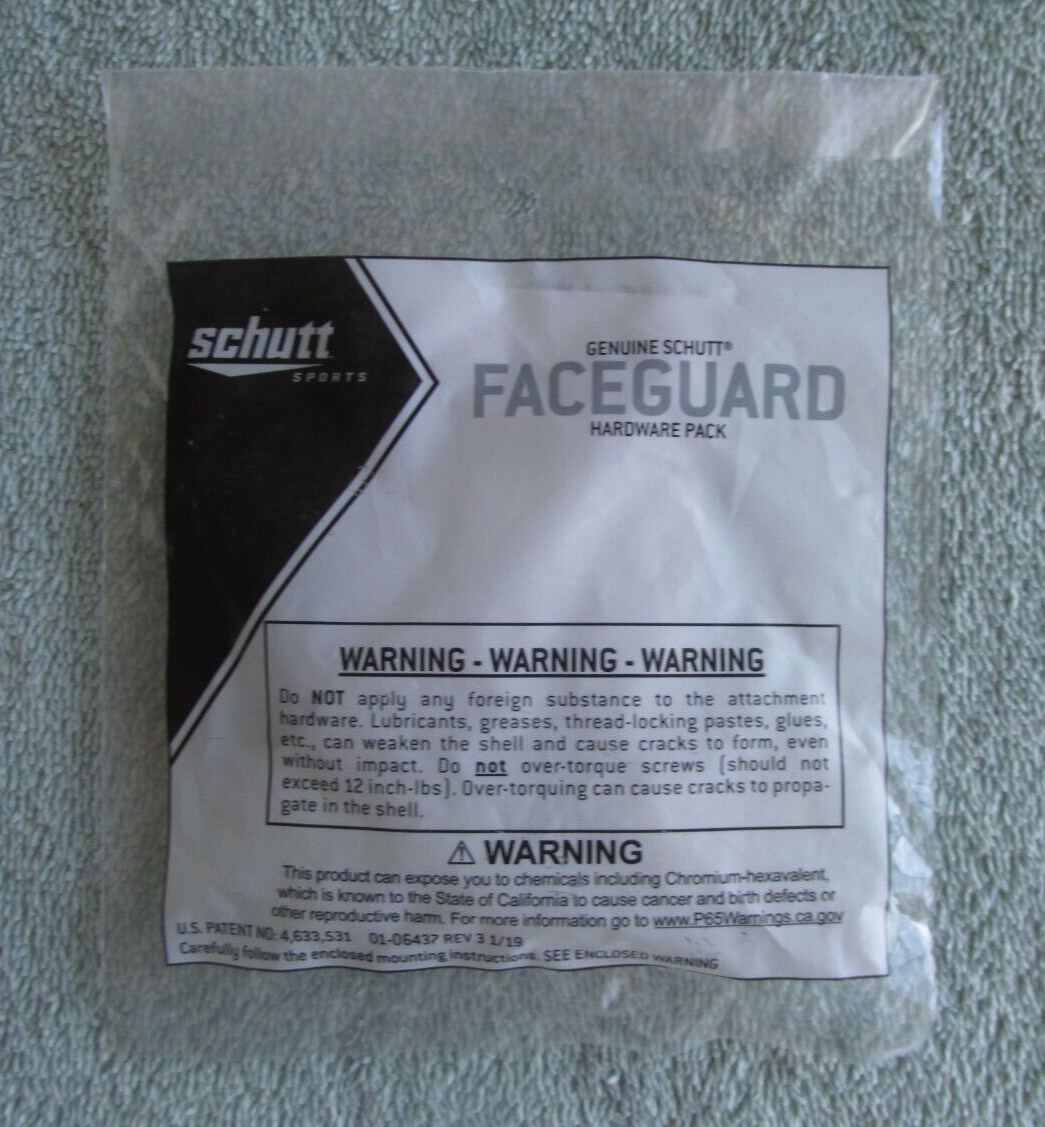 schutt
SPORTS
GENUINE SCHUTT®
FACEGUARD
HARDWARE PACK
WARNING - WARNING - WARNING
Do NOT apply any foreign substance to the attachment
hardware. Lubricants, greases, thread-locking pastes, glues,
etc., can weaken the shell and cause cracks to form, even
without impact. Do not over-torque screws (should not
exceed 12 inch-lbs). Over-torquing can cause cracks to propa-
gate in the shell.
⚠ WARNING
This product can expose you to chemicals including Chromium-hexavalent,
which is known to the State of California to cause cancer and birth defects or
other reproductive harm. For more information go to www.P65Warnings.ca.gov
U.S. PATENT NO: 4,633,531 01-06437 REV 3 1/19
Carefully follow the enclosed mounting instructions. SEE ENCLOSED WARNING